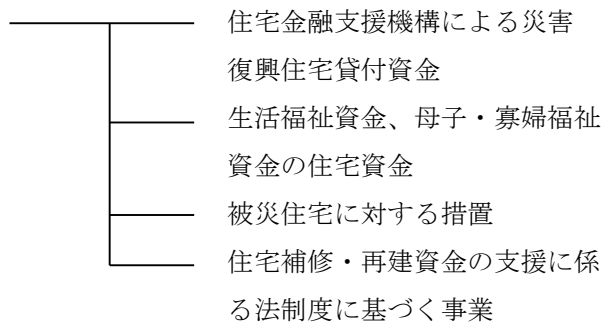 住宅金融支援機構による災害
復興住宅貸付資金
生活福祉資金、母子・寡婦福祉
資金の住宅資金
被災住宅に対する措置
住宅補修・再建資金の支援に係
る法制度に基づく事業